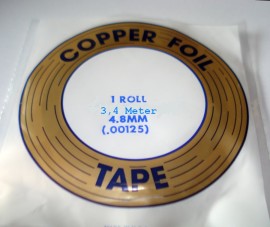 COPPER FOIL
1 ROLL
3,4 Meter
4.8MM
(.00125)
TAPE